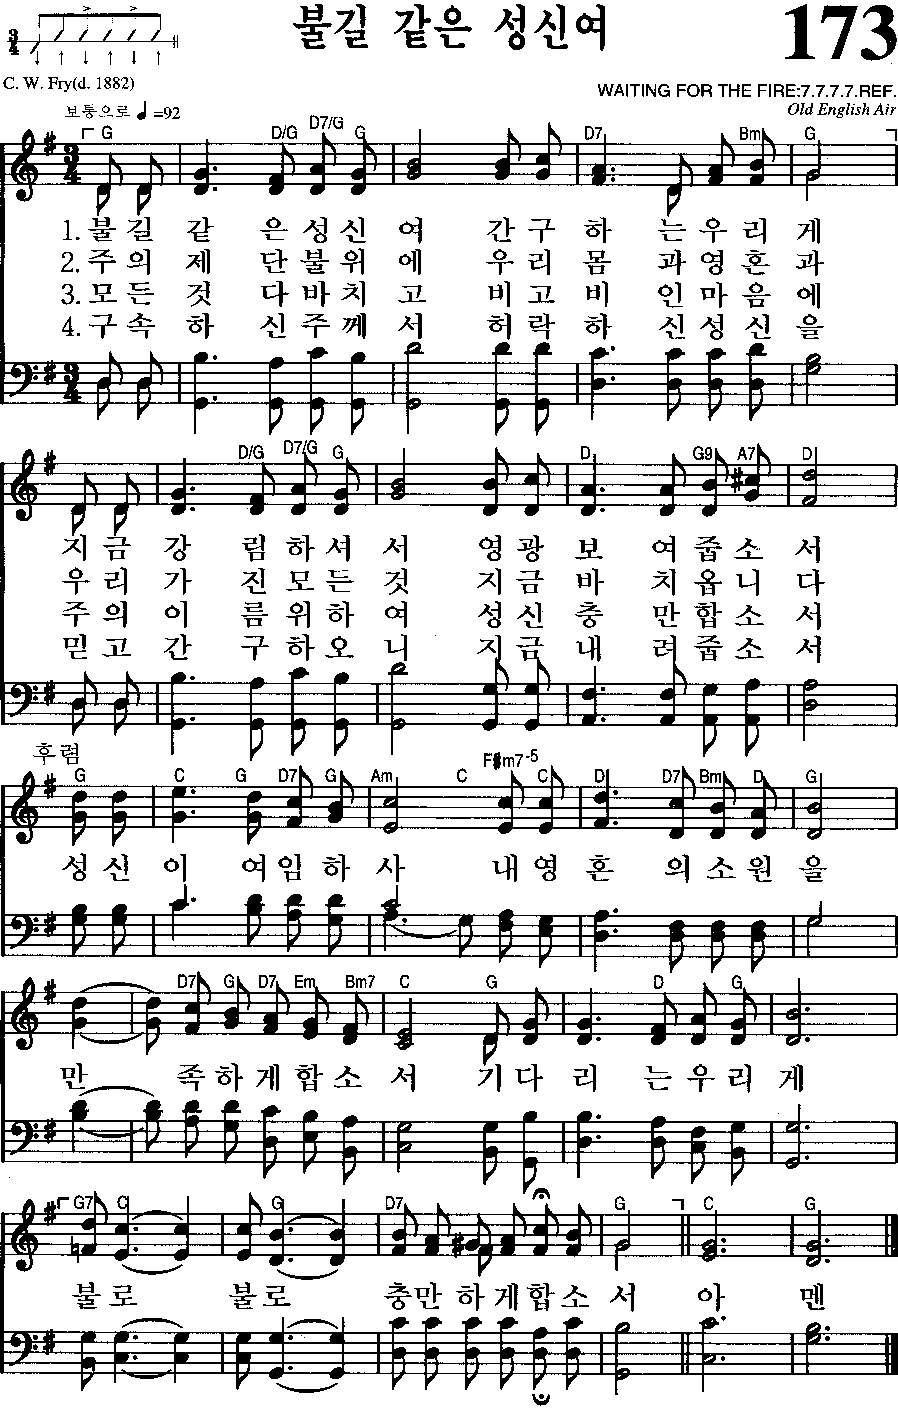 불길 같은 성신여
173
3/4
C. W. Fry(d. 1882)
WAITING FOR THE FIRE:7.7.7.7.REF.
보통으로 ♩=92
Old English Air
G D/G D7/G G D7 Bm G
1. 불길 같 은성신 여 간구하 는우리 게
2. 주의 제 단불위 에 우리몸 과영혼 과
3. 모든 것 다바치 고 비고비 인마음 에
4. 구속 하 신주께 서 허락하 신성신 을
D/G D7/G G D G9 A7 D
지금 강 림하셔 서 영광보 여줍소 서
우리 가 진모든 것 지금바 치옵니 다
주의 이 름위하 여 성신충 만합소 서
믿고 간 구하오 니 지금내 려줍소 서
후렴
G C G D7 G Am C F#m7-5 C D D7 Bm D G
성신 이 여임하 사 내영혼 의소원 을
D7 G D7 Em Bm7 C G D G
만 족하게합소 서 기다리 는우리 게
G7 C G D7 G C G
불로 불로 충만하게합소 서 아 멘